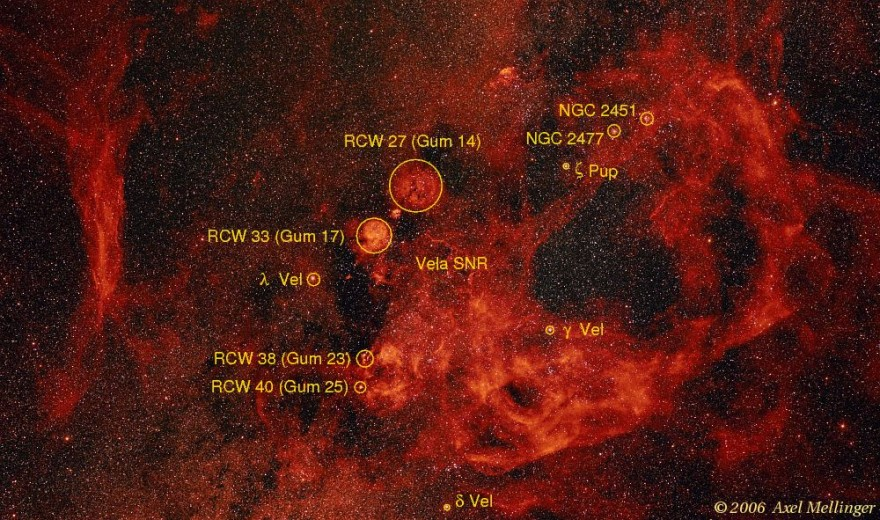 NGC 2451
NGC 2477
RCW 27 (Gum 14)
ζ Pup
RCW 33 (Gum 17)
Vela SNR
λ Vel
γ Vel
RCW 38 (Gum 23)
RCW 40 (Gum 25)
δ Vel
© 2006 Axel Mellinger